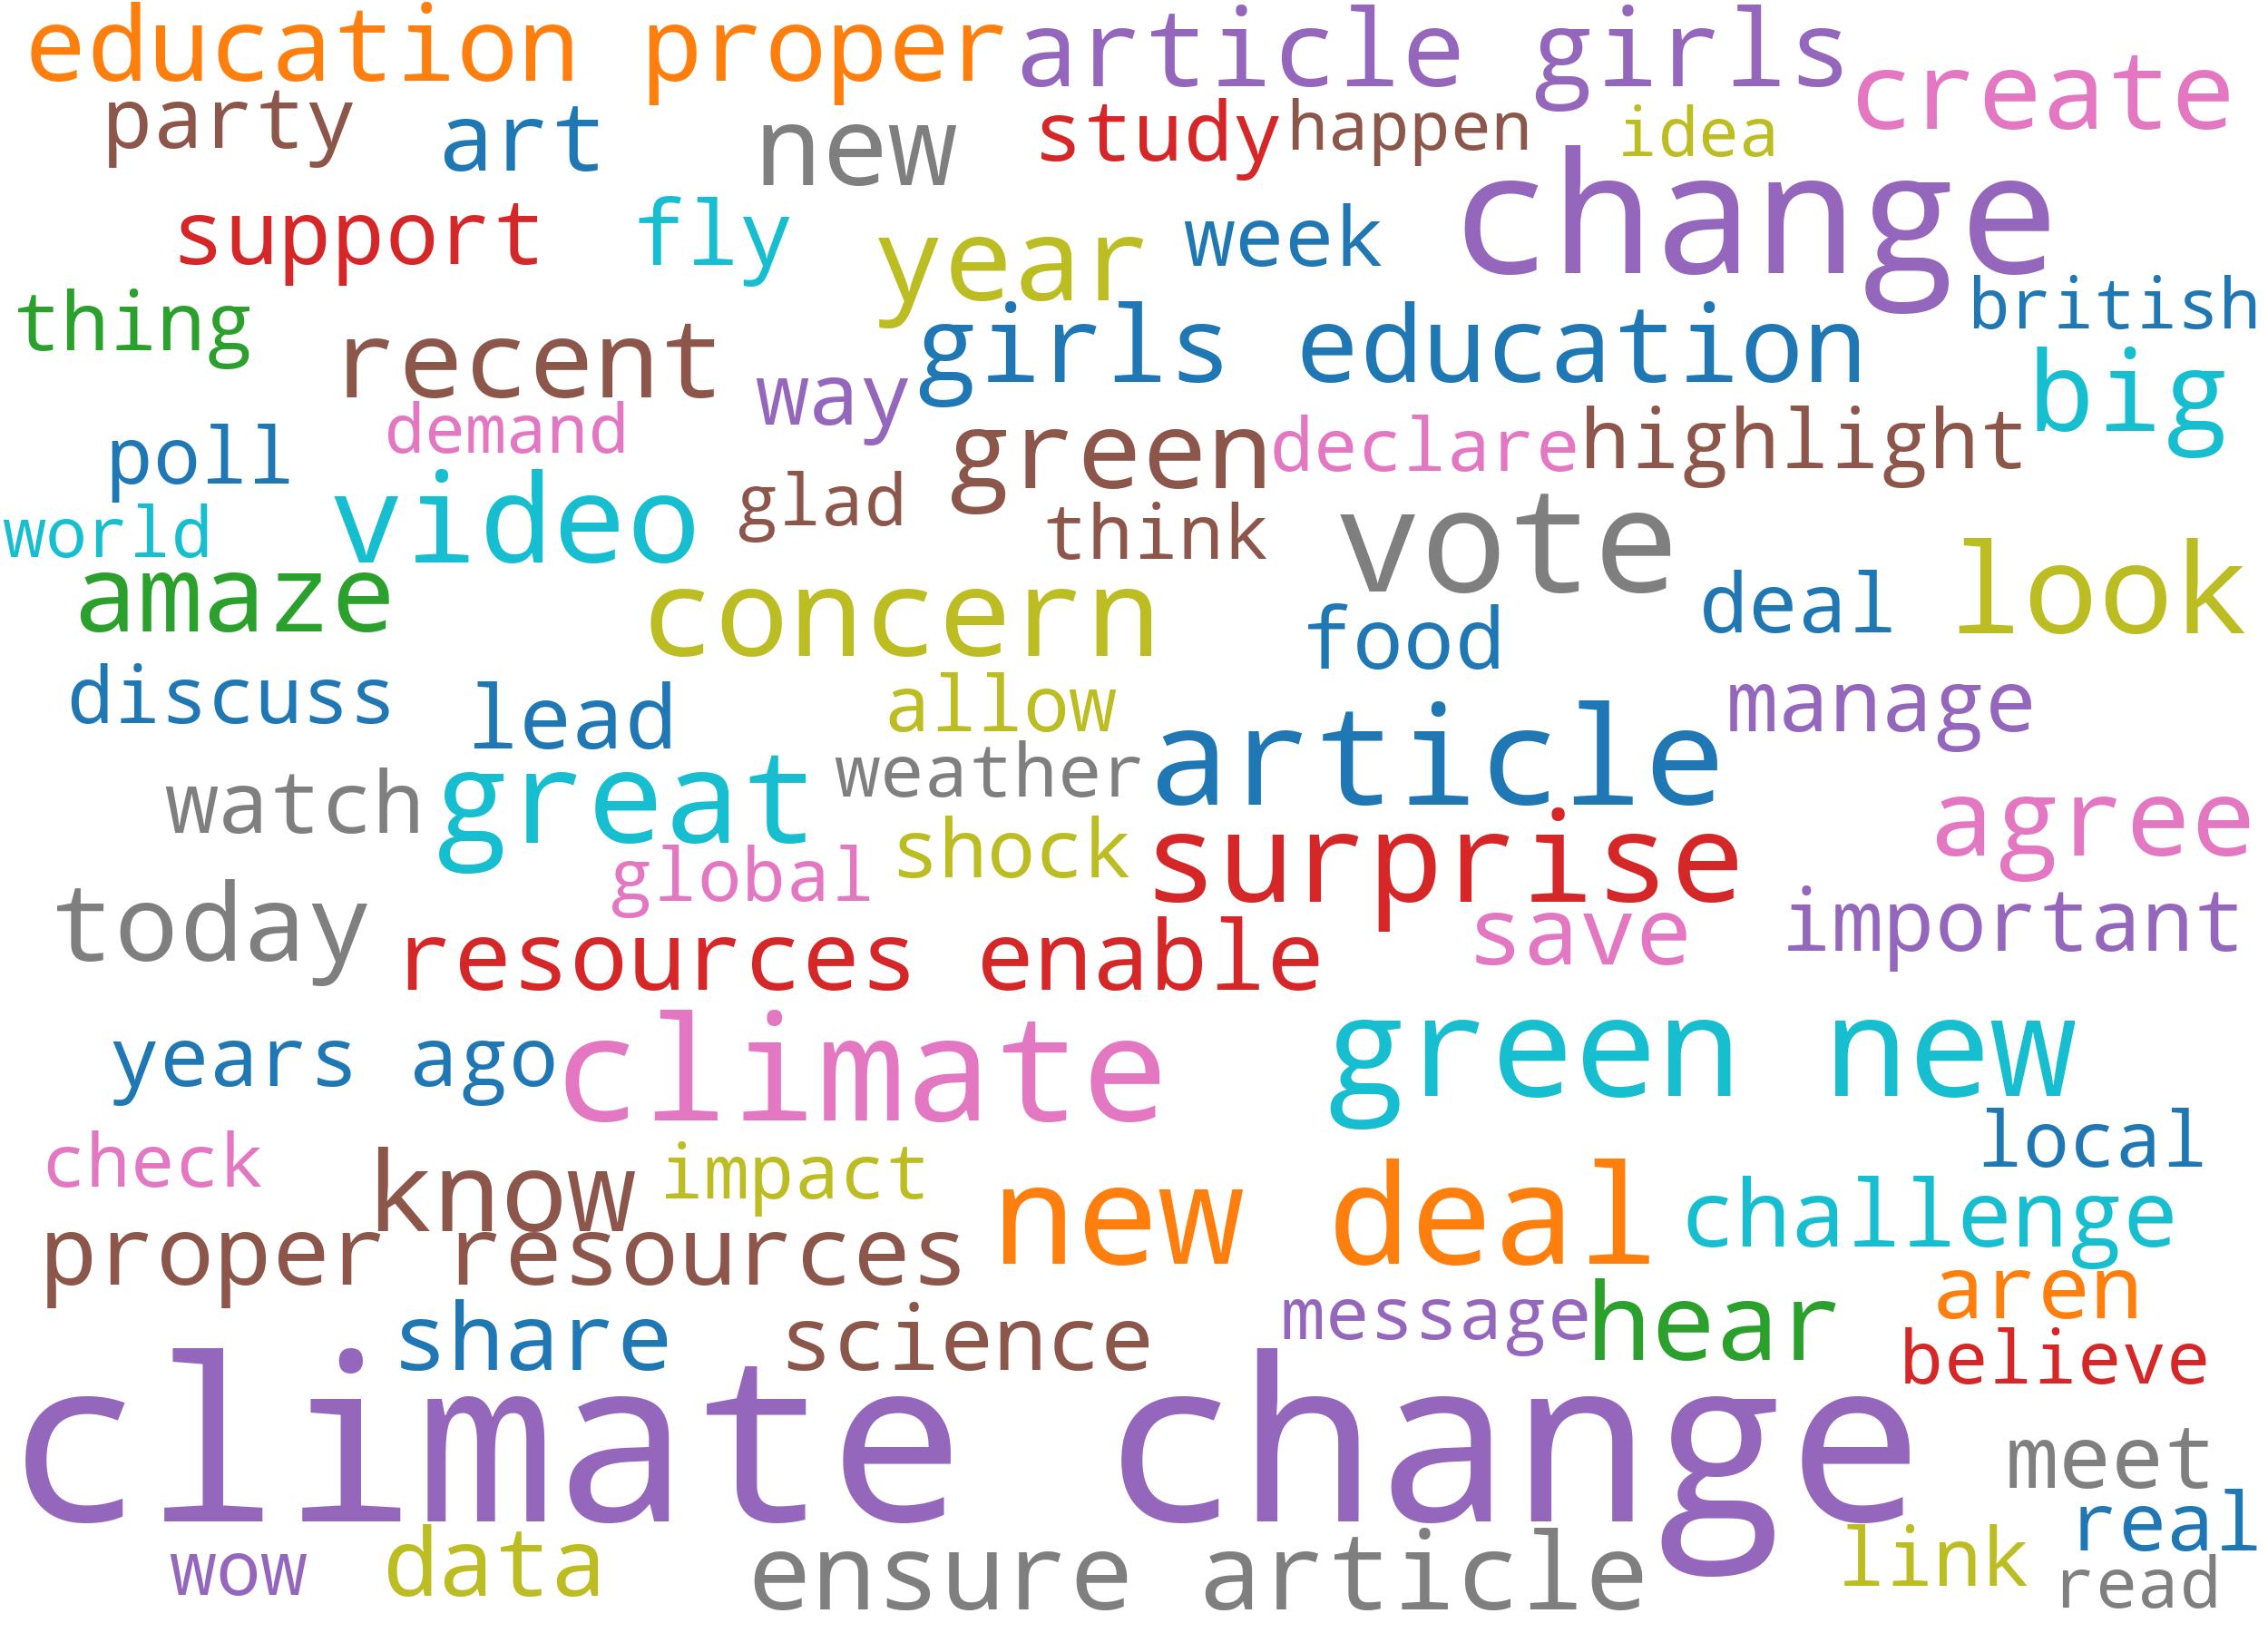 education proper article girls create
party art new study happen idea
support fly year week change
thing recent way girls education british
poll demand green declare highlight big
world video glad think vote
amaze concern food deal look
discuss lead allow article manage
watch great weather surprise agree
today global shock save important
resources enable
years ago climate green new
check know impact new deal challenge local
proper resources message hear aren
share science believe
climate change meet
wow data ensure article link real
read